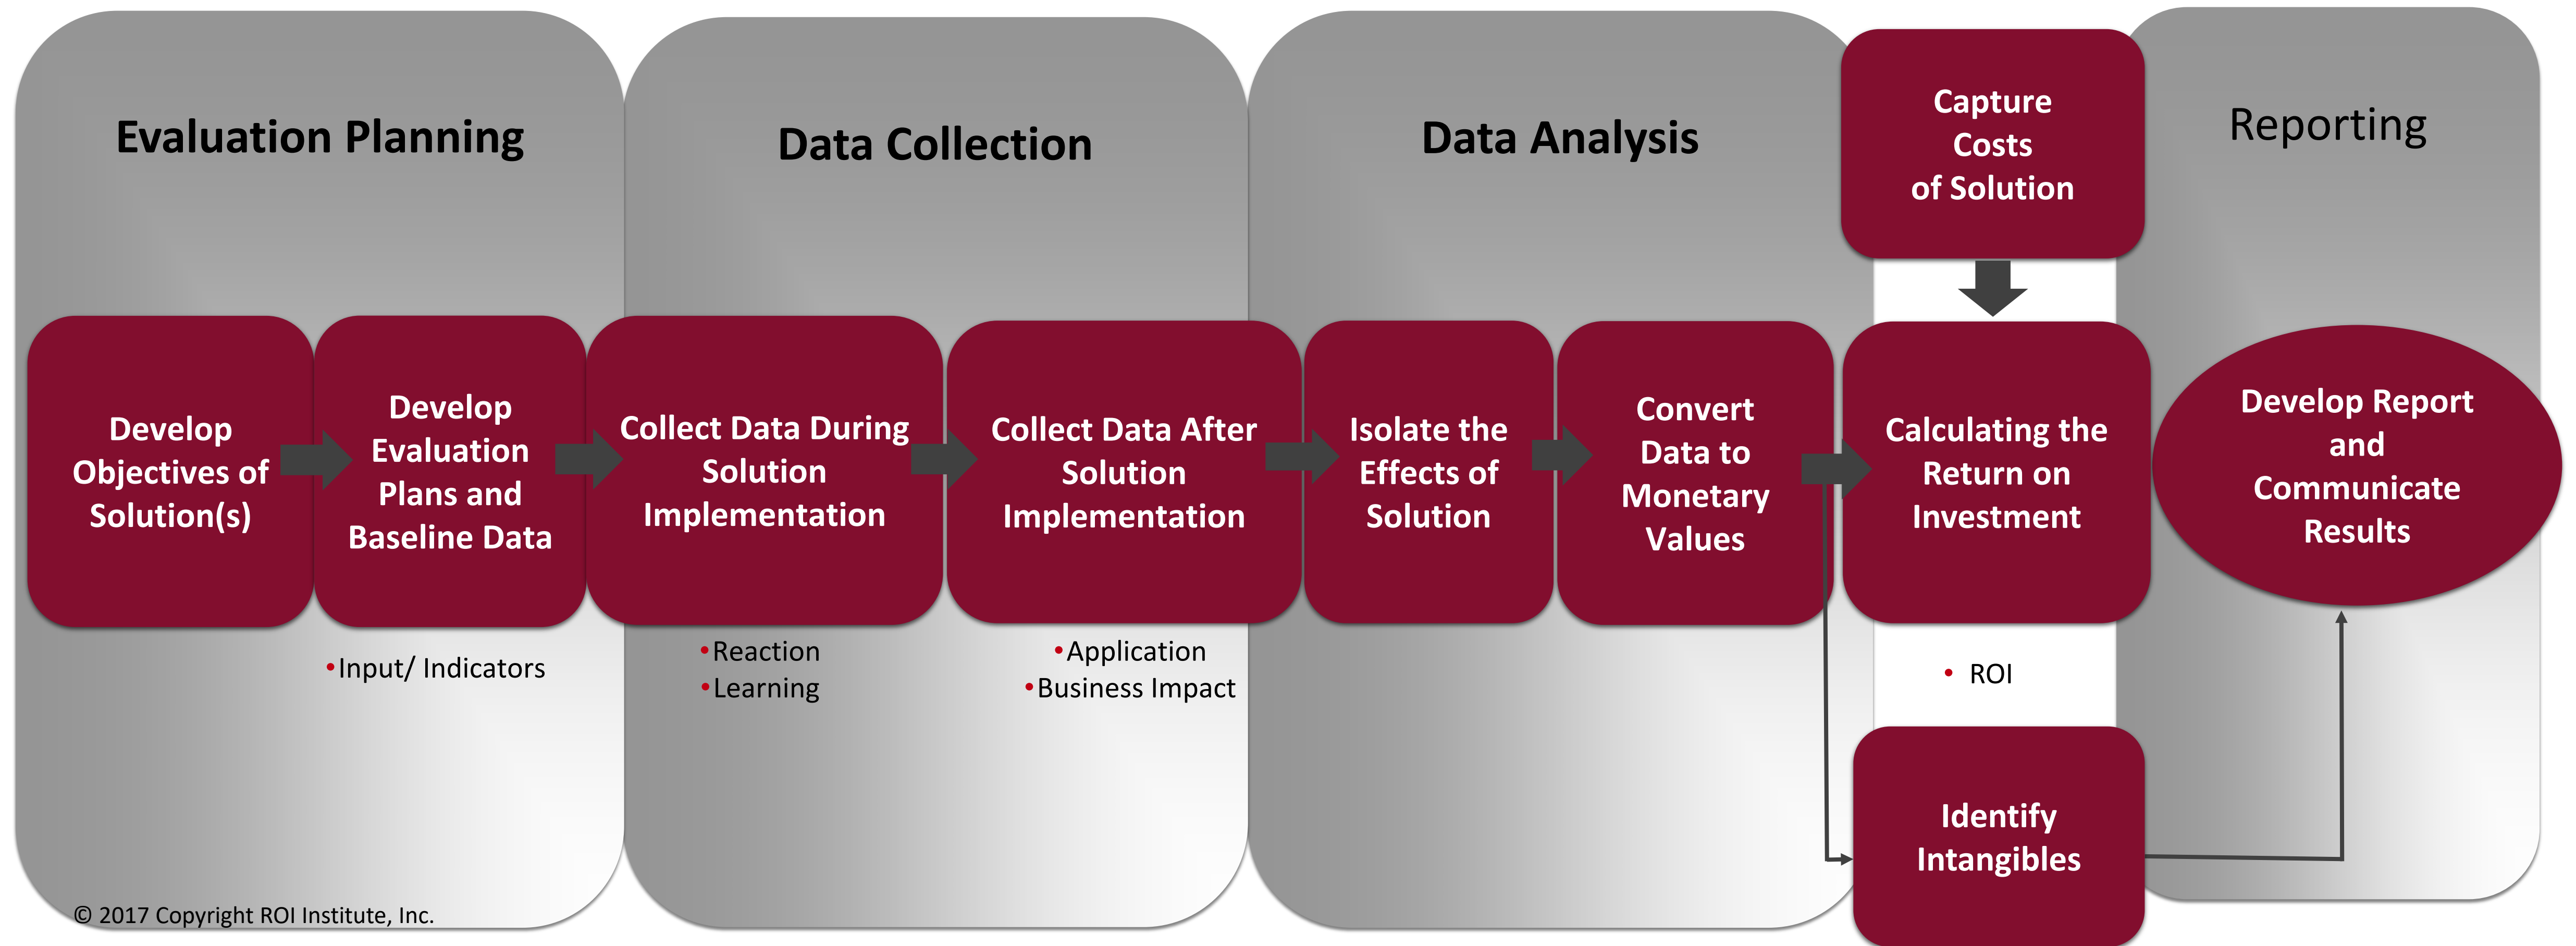 Evaluation Planning
Data Collection
Data Analysis
Capture
Costs
of Solution
Reporting
Develop
Objectives of
Solution(s)
Develop
Evaluation
Plans and
Baseline Data
•Input/ Indicators
Collect Data During
Solution
Implementation
•Reaction
•Learning
Collect Data After
Solution
Implementation
•Application
•Business Impact
Isolate the
Effects of
Solution
Convert
Data to
Monetary
Values
Calculating the
Return on
Investment
• ROI
Identify
Intangibles
Develop Report
and
Communicate
Results
© 2017 Copyright ROI Institute, Inc.